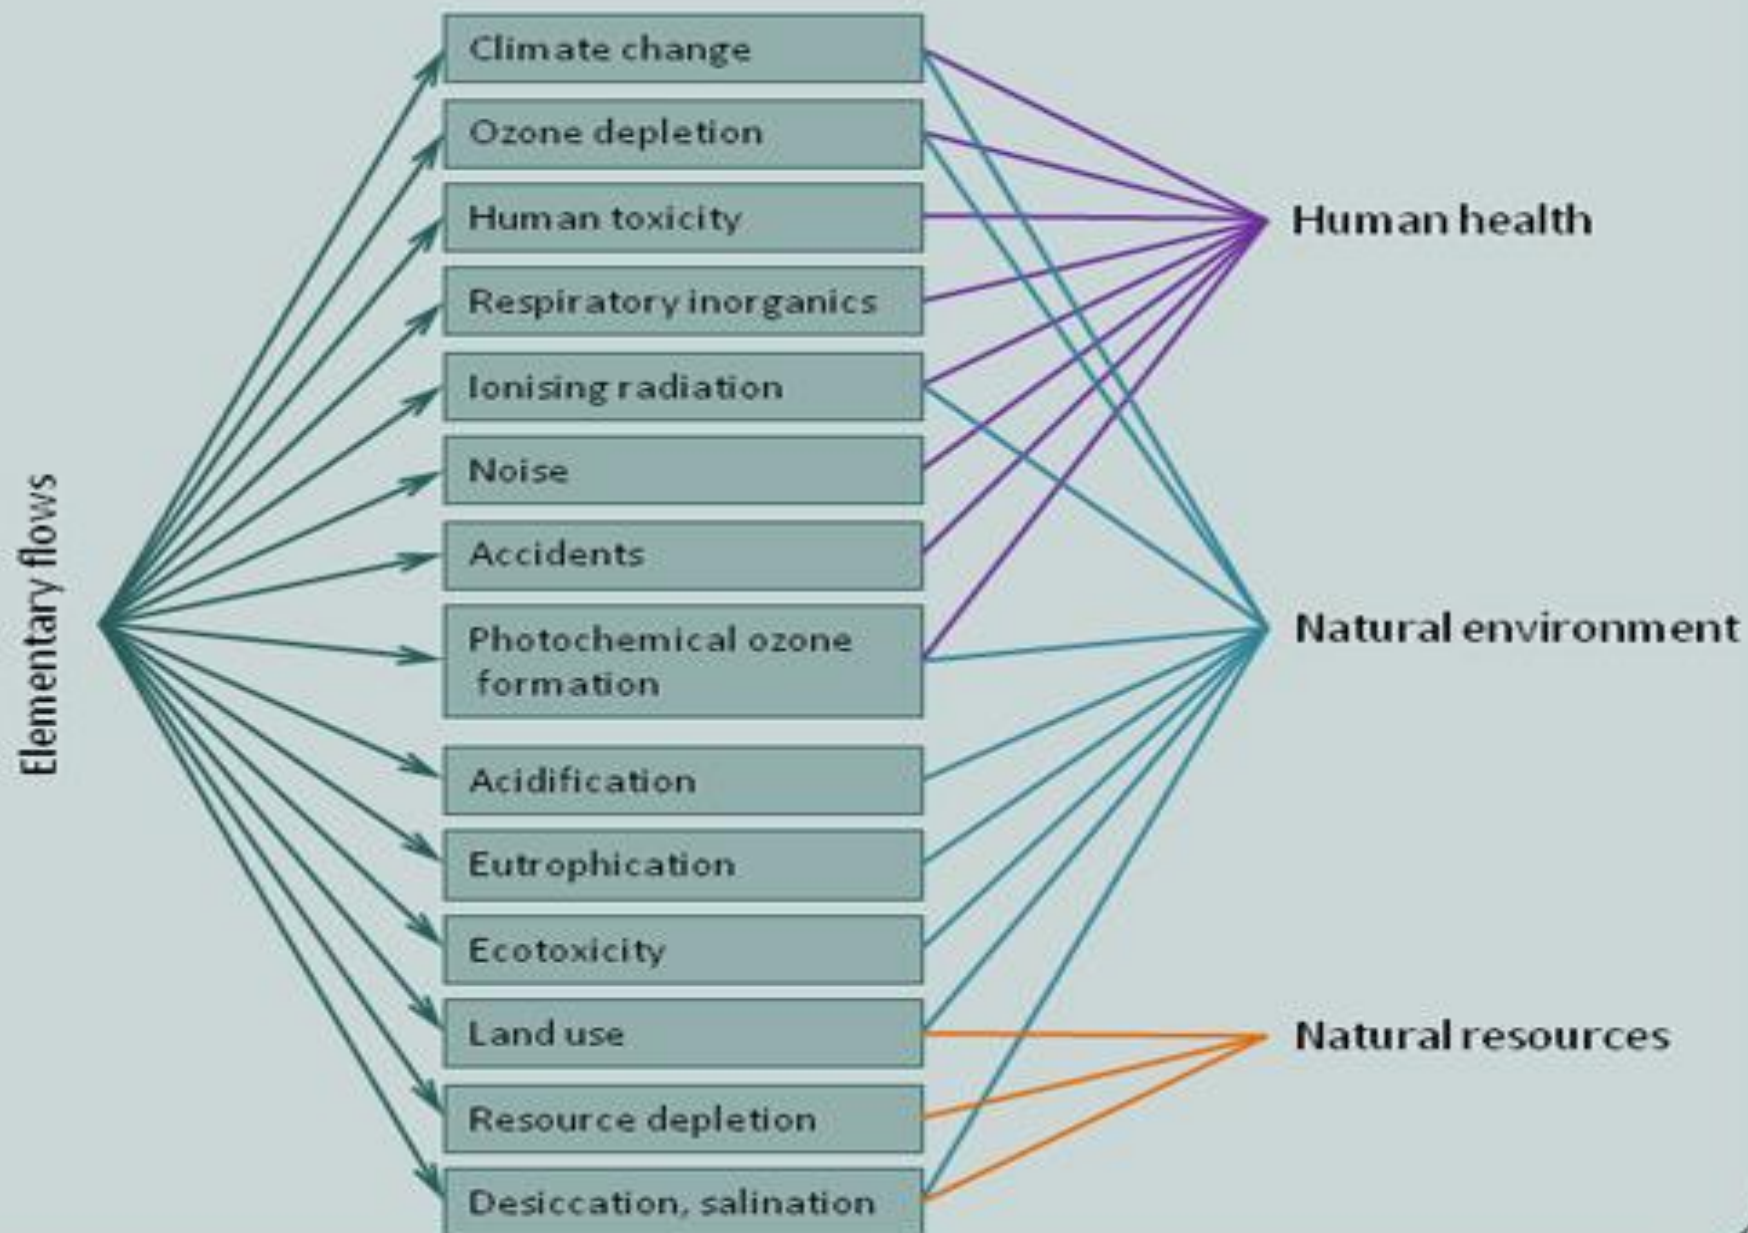 Elementary flows
Climate change
Ozone depletion
Human toxicity
Respiratory inorganics
Ionising radiation
Noise
Accidents
Photochemical ozone
formation
Acidification
Eutrophication
Ecotoxicity
Land use
Resource depletion
Desiccation, salination
Human health
Natural environment
Natural resources